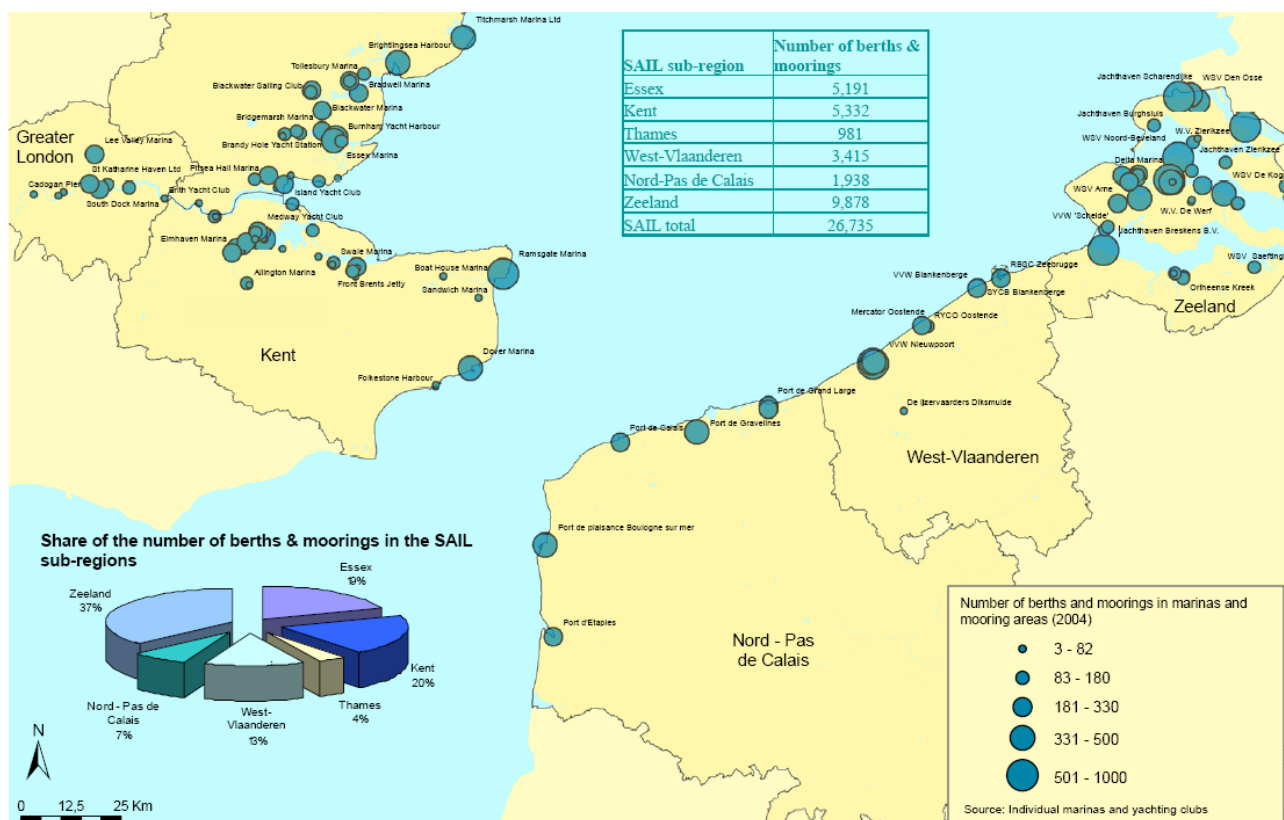 Titchmarsh Marina Ltd
Brightlingsea Harbour
Tollesbury Marina
Blackwater Sailing Club
Bradwell Marina
Blackwater Marina
Bridgemarsh Marina
Burnham Yacht Harbour
Brandy Hole Yacht Station
Essex Marina
Greater
London
Lee Valley Marina
St Katharine Haven Ltd
Pitsea Hall Marina
Cadogan Pier
Erith Yacht Club
Island Yacht Club
South Dock Marina
Medway Yacht Club
Elmhaven Marina
Swale Marina
Ramsgate Marina
Boat House Marina
Allington Marina
Front Brents Jetty
Sandwich Marina
Kent
Dover Marina
Folkestone Harbour
SAIL sub-region Number of berths & moorings
Essex 5,191
Kent 5,332
Thames 981
West-Vlaanderen 3,415
Nord-Pas de Calais 1,938
Zeeland 9,878
SAIL total 26,735
Jachthaven Scharendijke
WSV Den Osse
Jachthaven Burghsluis
WSV Noord-Beveland
W.V. Zierikzee
Jachthaven Zierikzee
Delta Marina
WSV De Kog
WSV Arne
W.V. De Werf
VVW 'Schelde'
Jachthaven Breskens B.V.
RBSC Zeebrugge
WSV Saefting
VVW Blankenberge
SYCB Blankenberge
Ortheense Kreek
Zeeland
Mercator Oostende
RYCO Oostende
VVW Nieuwpoort
Port de Grand Large
De Ijzervaarders Diksmuide
Port de Calais
Port de Gravelines
West-Vlaanderen
Port de plaisance Boulogne sur mer
Port d'Etaples
Nord - Pas
de Calais
Share of the number of berths & moorings in the SAIL
sub-regions
Essex
19%
Zeeland
37%
Kent
20%
Nord - Pas de
Calais
7%
West-
Vlaanderen
13%
Thames
4%
N
0 12,5 25 Km
Number of berths and moorings in marinas and
mooring areas (2004)
3 - 82
83 - 180
181 - 330
331 - 500
501 - 1000
Source: Individual marinas and yachting clubs